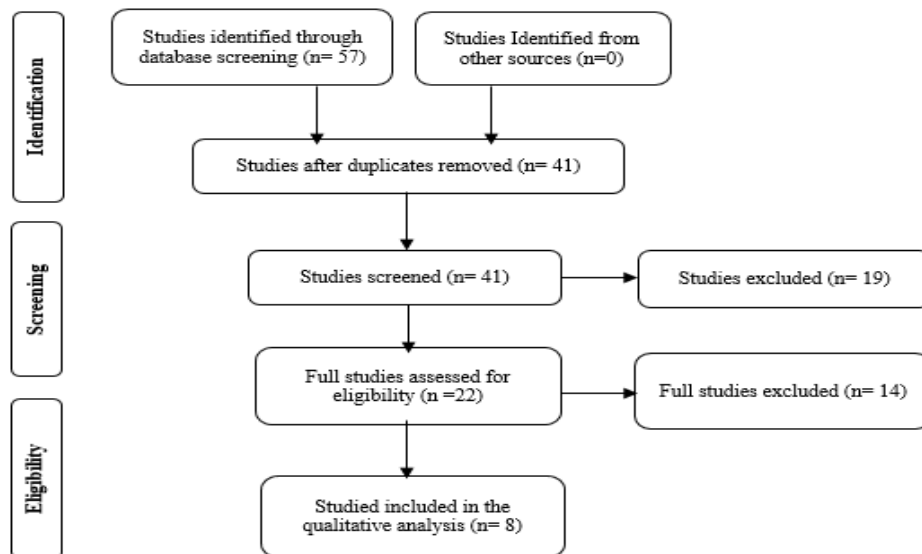 Identification
Studies identified through
database screening (n= 57)
Studies Identified from
other sources (n=0)
Studies after duplicates removed (n= 41)
Screening
Studies screened (n= 41)
Studies excluded (n= 19)
Full studies assessed for
eligibility (n =22)
Full studies excluded (n= 14)
Eligibility
Studied included in the
qualitative analysis (n= 8)